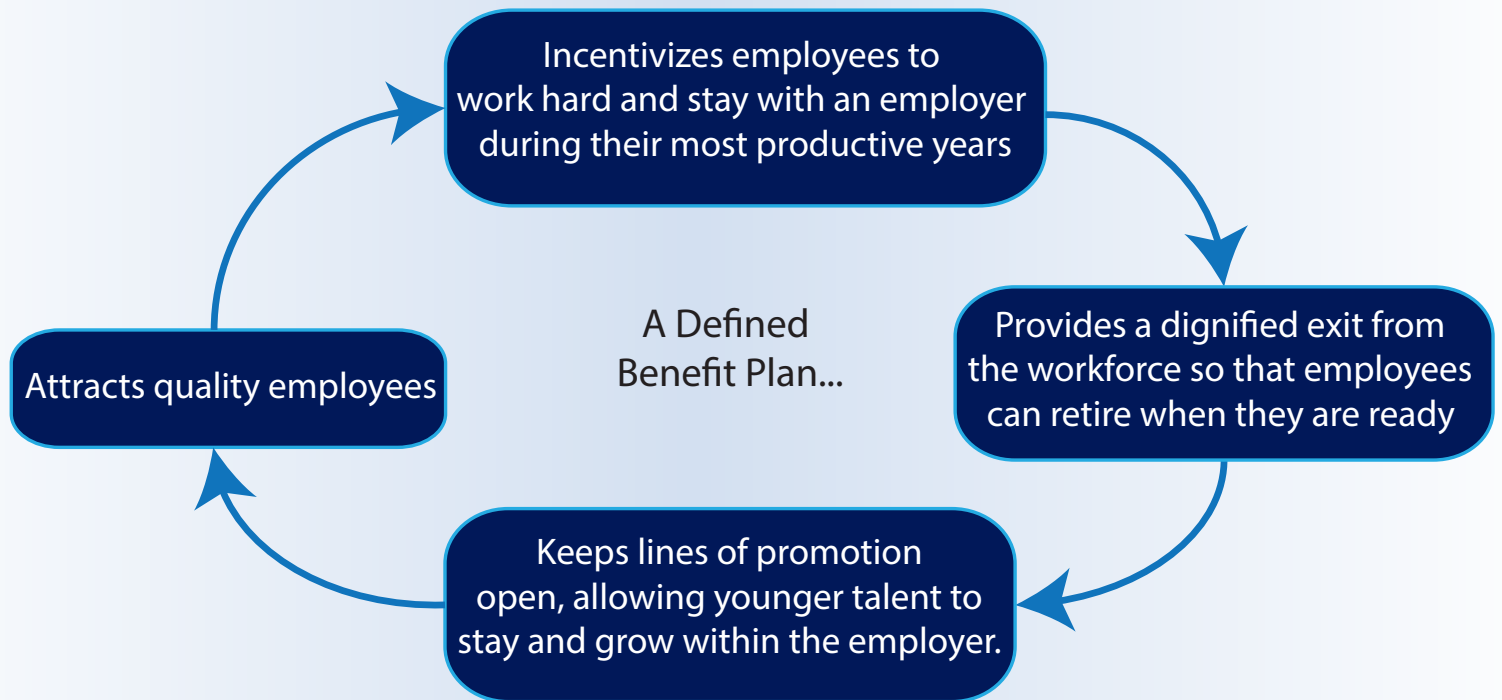 Incentivizes employees to
work hard and stay with an employer
during their most productive years
A Defined
Benefit Plan...
Provides a dignified exit from
the workforce so that employees
can retire when they are ready
Attracts quality employees
Keeps lines of promotion
open, allowing younger talent to
stay and grow within the employer.